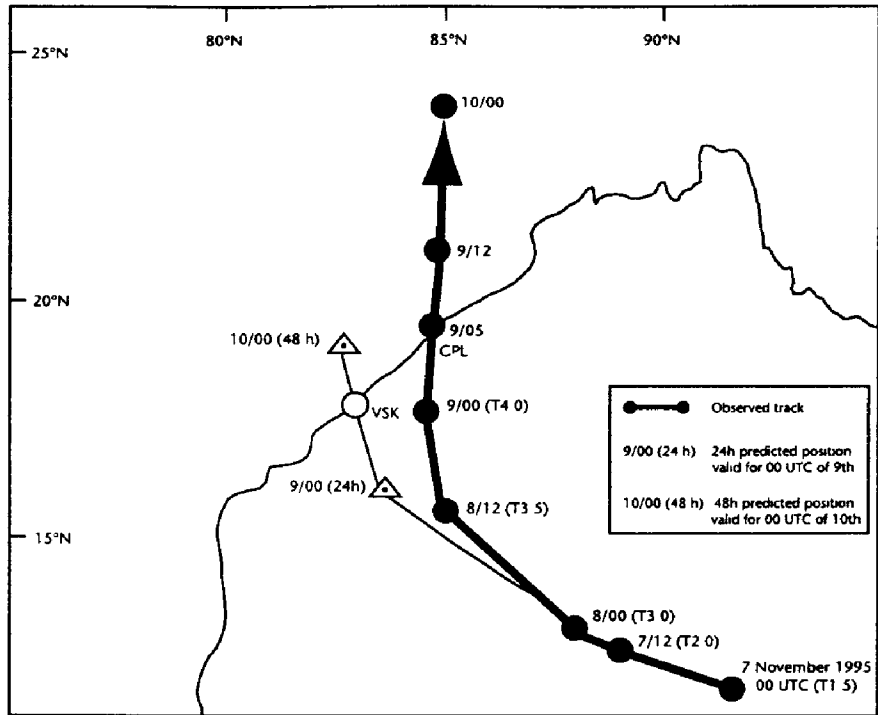 80°N
85°N
90°N
25°N
10/00
9/12
20°N
10/00 (48 h)
9/05
CPL
VSK
9/00 (T4 0)
Observed track
9/00 (24 h) 24h predicted position
valid for 00 UTC of 9th
9/00 (24h)
8/12 (T3 5)
10/00 (48 h) 48h predicted position
valid for 00 UTC of 10th
15°N
8/00 (T3 0)
7/12 (T2 0)
7 November 1995
00 UTC (T1 5)